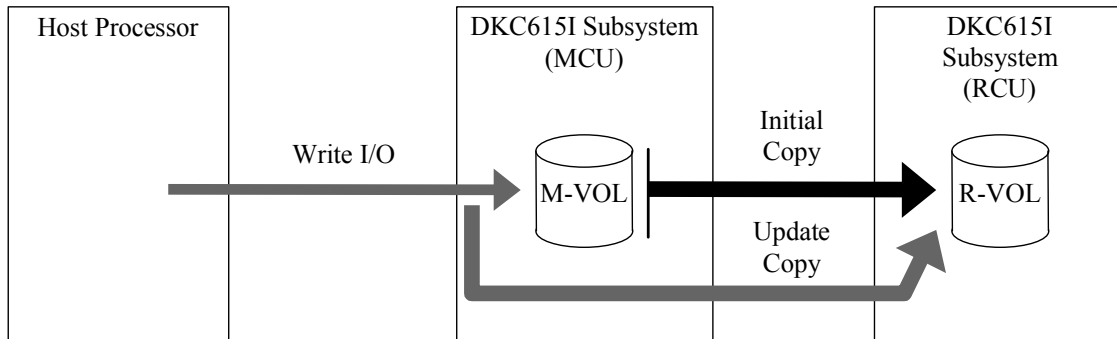 Host Processor
DKC615I Subsystem
(MCU)
DKC615I
Subsystem
(RCU)
Write I/O
Initial
Copy
M-VOL
R-VOL
Update
Copy